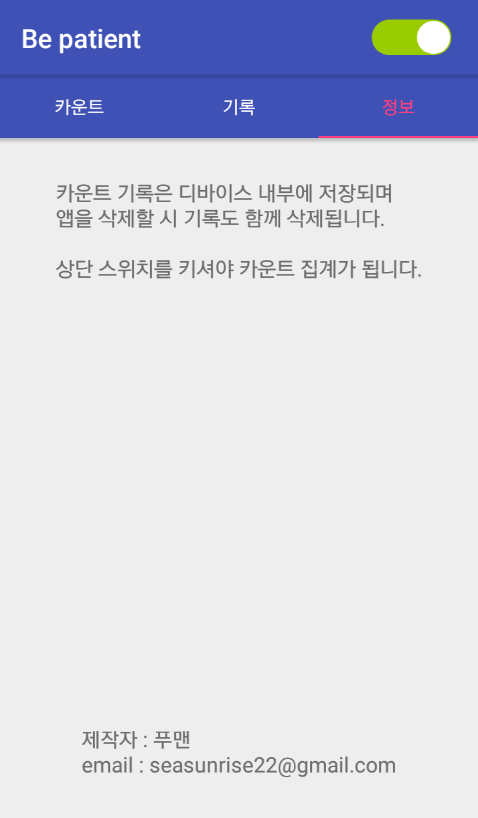 Be patient
카운트 기록 정보
카운트 기록은 디바이스 내부에 저장되며
앱을 삭제할 시 기록도 함께 삭제됩니다.
상단 스위치를 키셔야 카운트 집계가 됩니다.
제작자 : 푸맨
email : seasunrise22@gmail.com